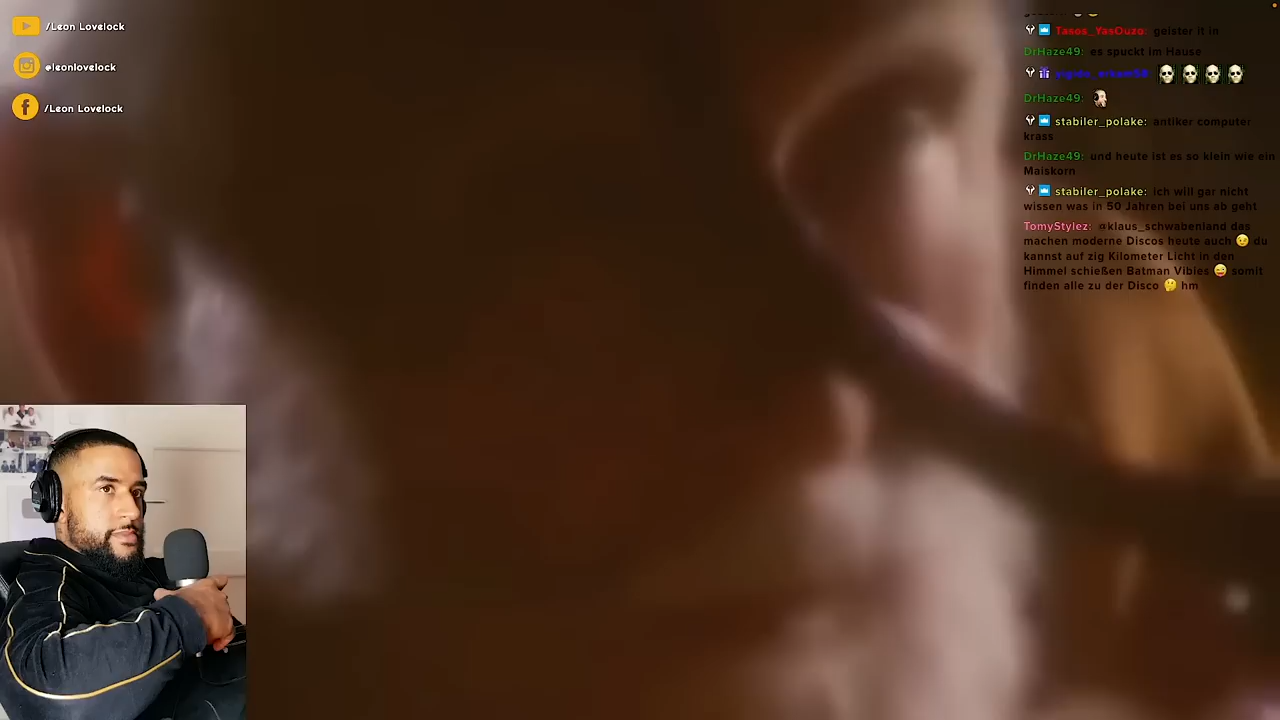 /Leon Lovelock
@leonlovelock
/Leon Lovelock
Tasos_YasOuzo: geister it in
DrHaze49: es spuckt im Hause
DrHaze49:
stabiler_polake: antiker computer
krass
DrHaze49: und heute ist es so klein wie ein
Maiskorn
stabiler_polake: ich will gar nicht
wissen was in 50 Jahren bei uns ab geht
TomyStylez: @klaus_schwabenland das
machen moderne Discos heute auch 😉 du
kannst auf zig Kilometer Licht in den
Himmel schießen Batman Vibies 😜 somit
finden alle zu der Disco 🤔 hm